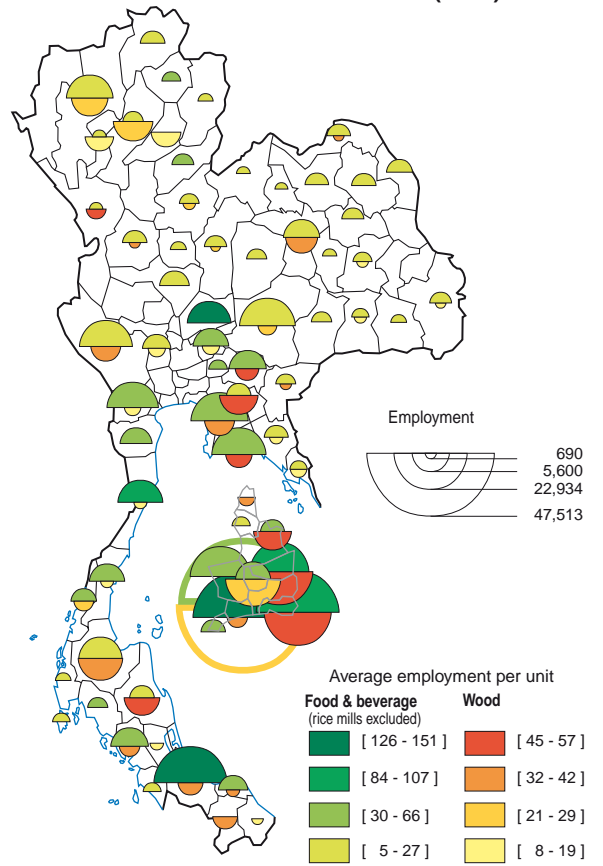 Employment
690
5,600
22,934
47,513
Average employment per unit
Food & beverage Wood
(rice mills excluded)
[ 126 - 151 ] [ 45 - 57 ]
[ 84 - 107 ] [ 32 - 42 ]
[ 30 - 66 ] [ 21 - 29 ]
[ 5 - 27 ] [ 8 - 19 ]